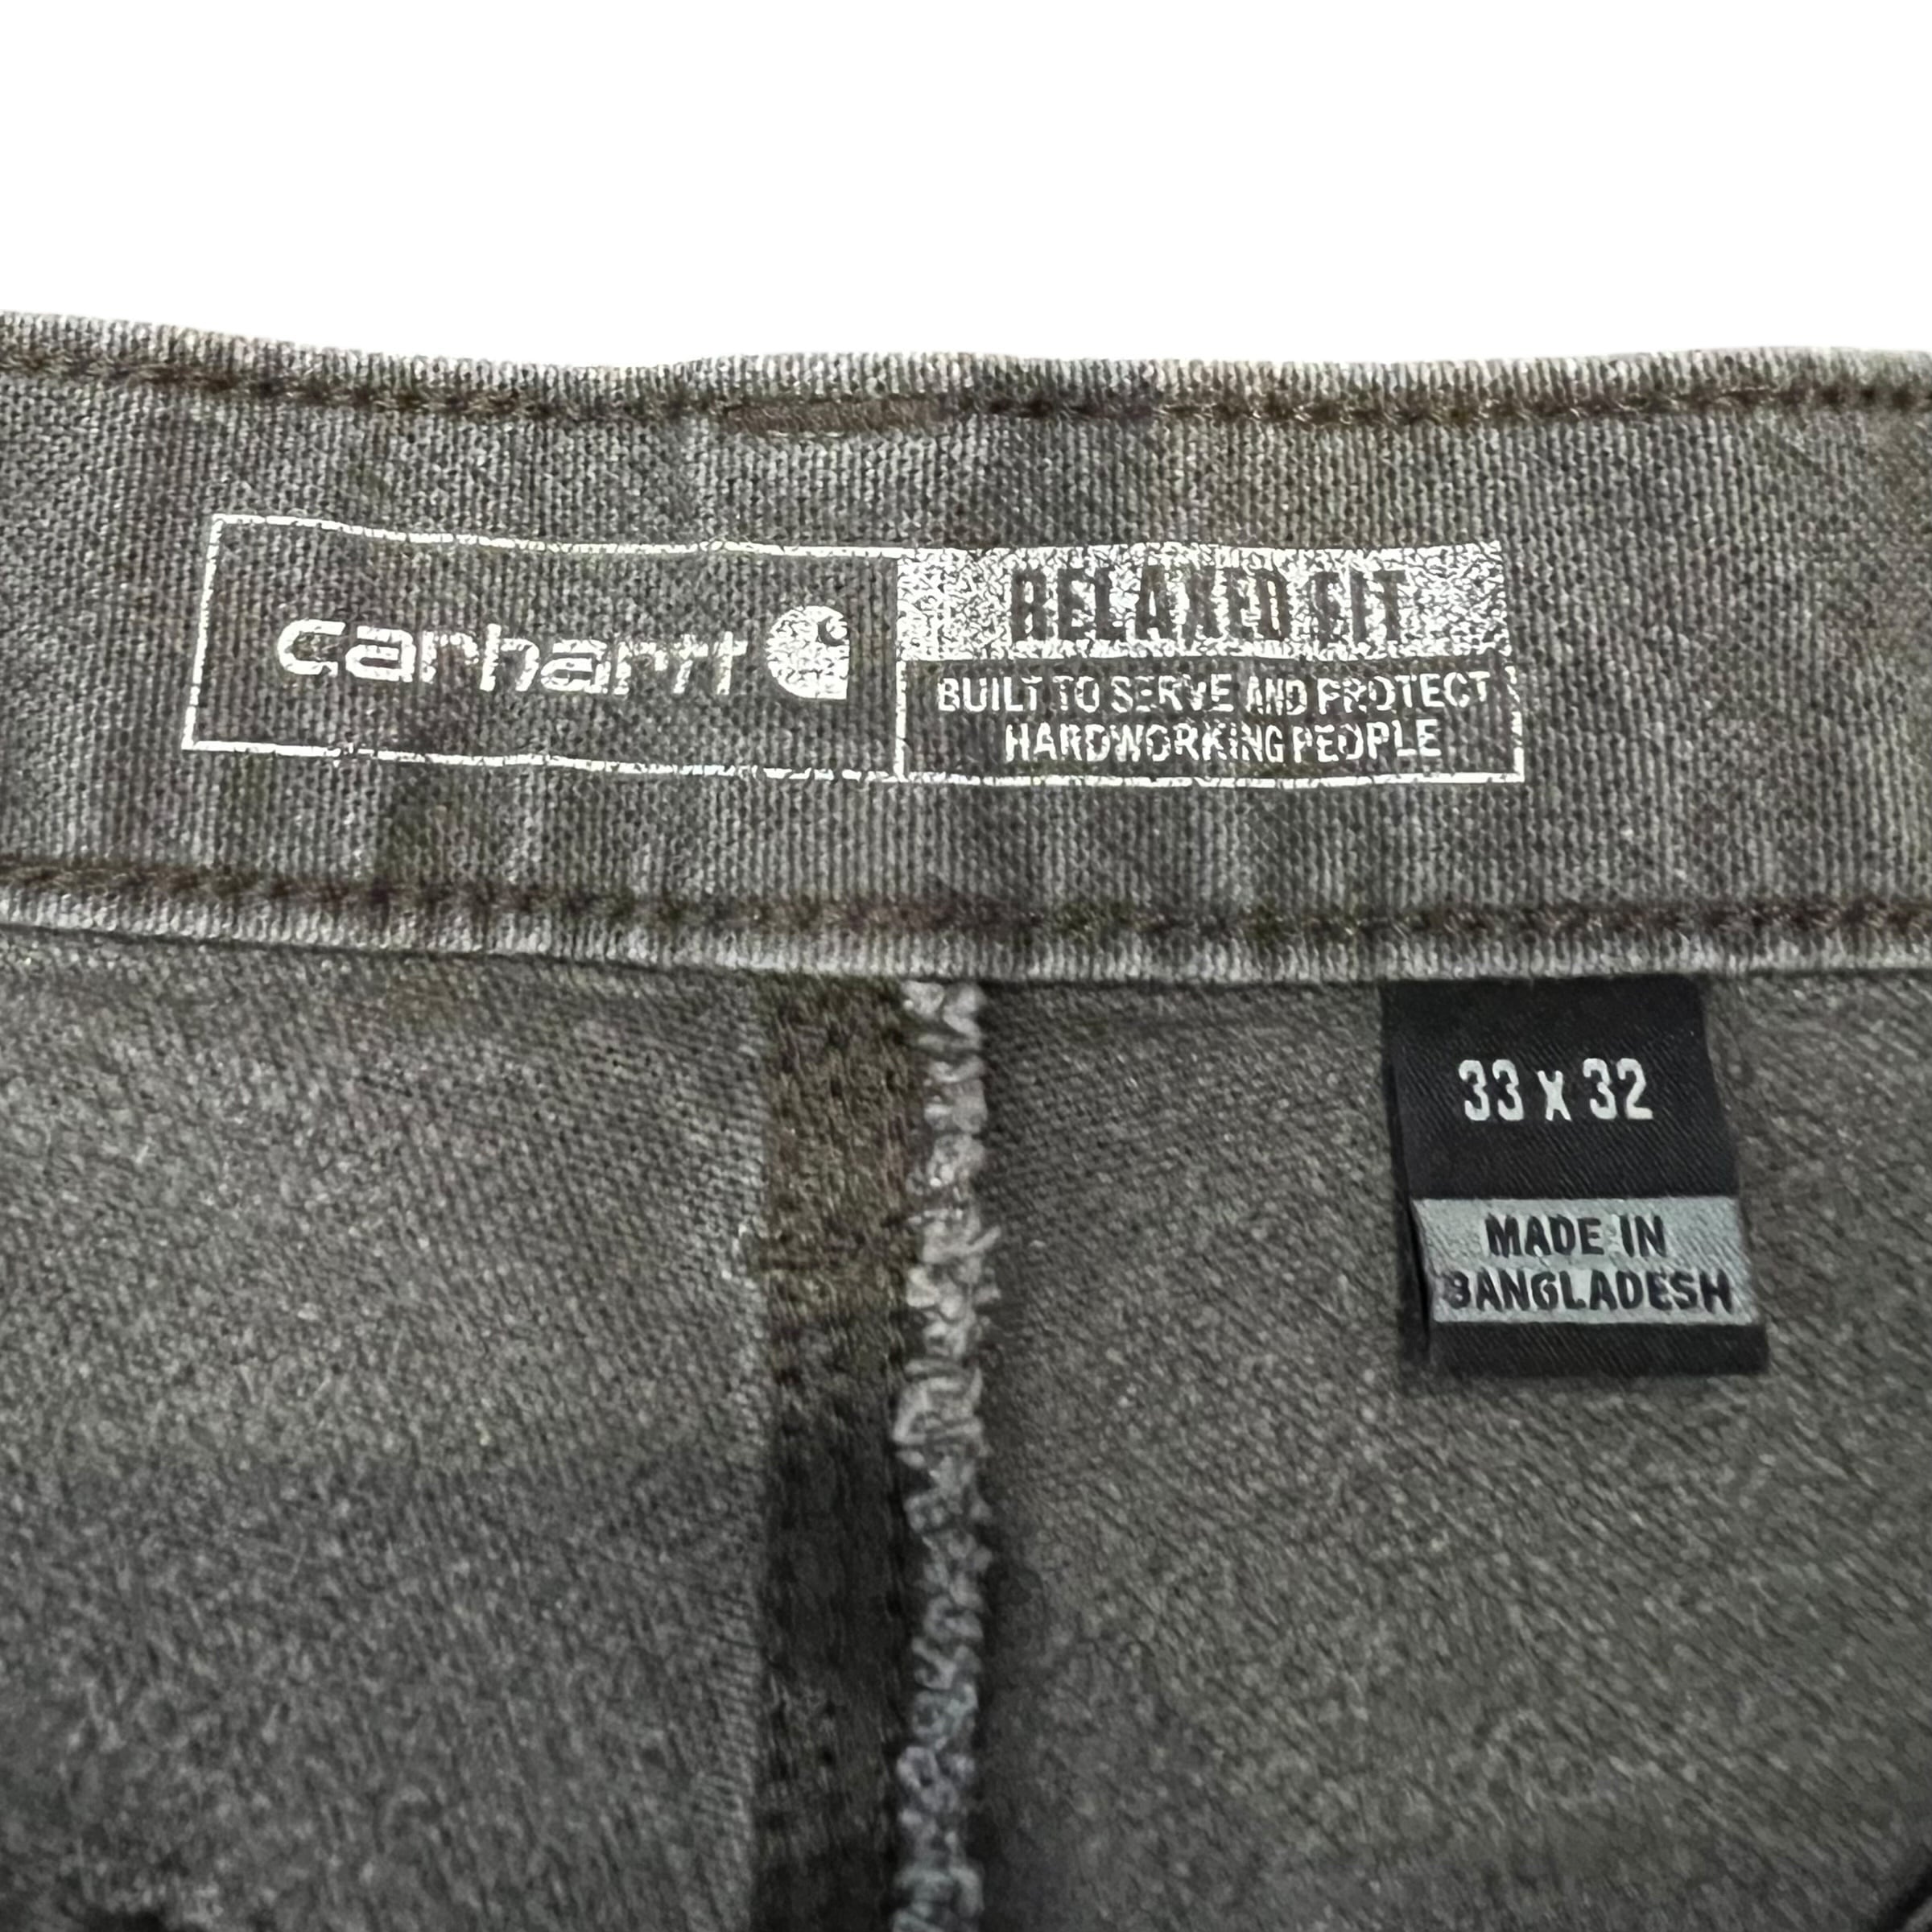 carhartt
RELAXED FIT
BUILT TO SERVE AND PROTECT
HARDWORKING PEOPLE
33 x 32
MADE IN
BANGLADESH